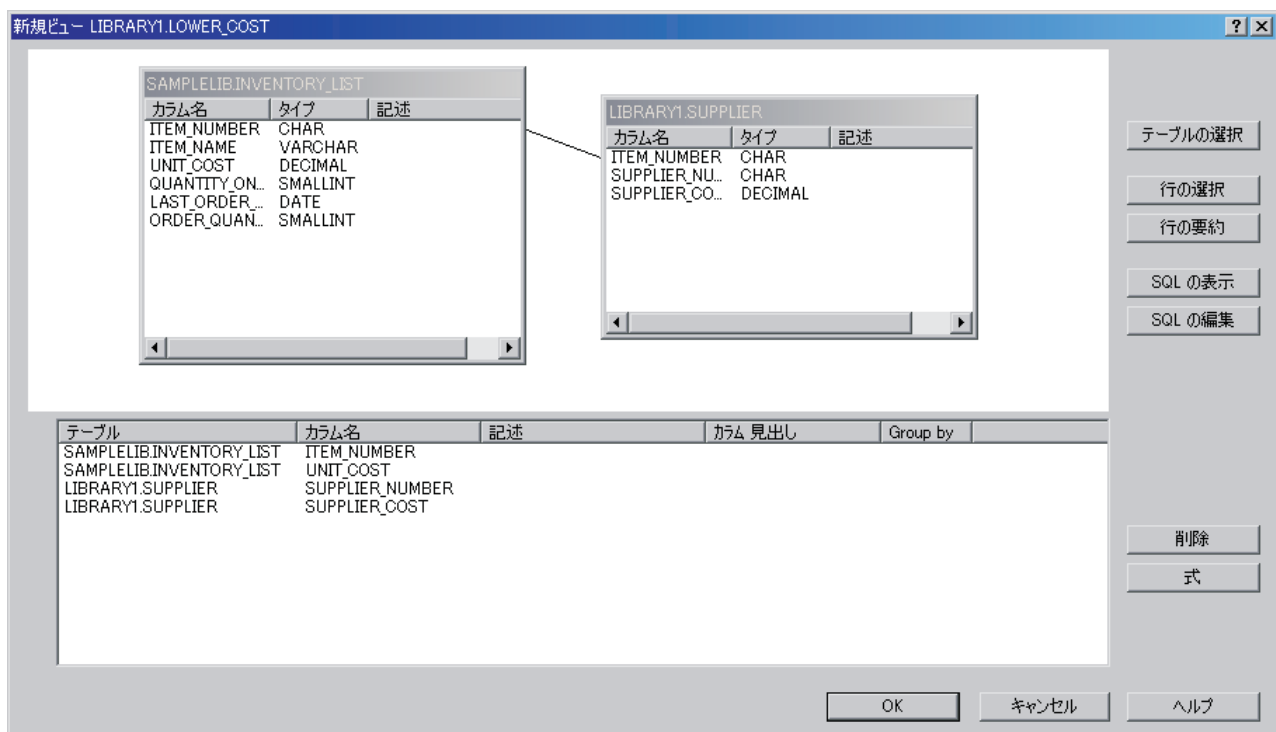 新規ビュー LIBRARY1.LOWER_COST
SAMPLELIB.INVENTORY_LIST
カラム名 タイプ 記述
ITEM_NUMBER CHAR
ITEM_NAME VARCHAR
UNIT_COST DECIMAL
QUANTITY_ON... SMALLINT
LAST_ORDER_... DATE
ORDER_QUAN... SMALLINT
LIBRARY1.SUPPLIER
カラム名 タイプ 記述
ITEM_NUMBER CHAR
SUPPLIER_NU... CHAR
SUPPLIER_CO... DECIMAL
テーブルの選択
行の選択
行の要約
SQL の表示
SQL の編集
テーブル カラム名 記述 カラム 見出し Group by
SAMPLELIB.INVENTORY_LIST ITEM_NUMBER
SAMPLELIB.INVENTORY_LIST UNIT_COST
LIBRARY1.SUPPLIER SUPPLIER_NUMBER
LIBRARY1.SUPPLIER SUPPLIER_COST
削除
式
OK キャンセル ヘルプ